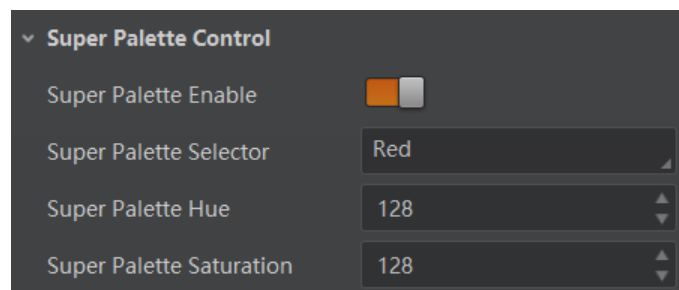 Super Palette Control
Super Palette Enable
Super Palette Selector Red
Super Palette Hue 128
Super Palette Saturation 128